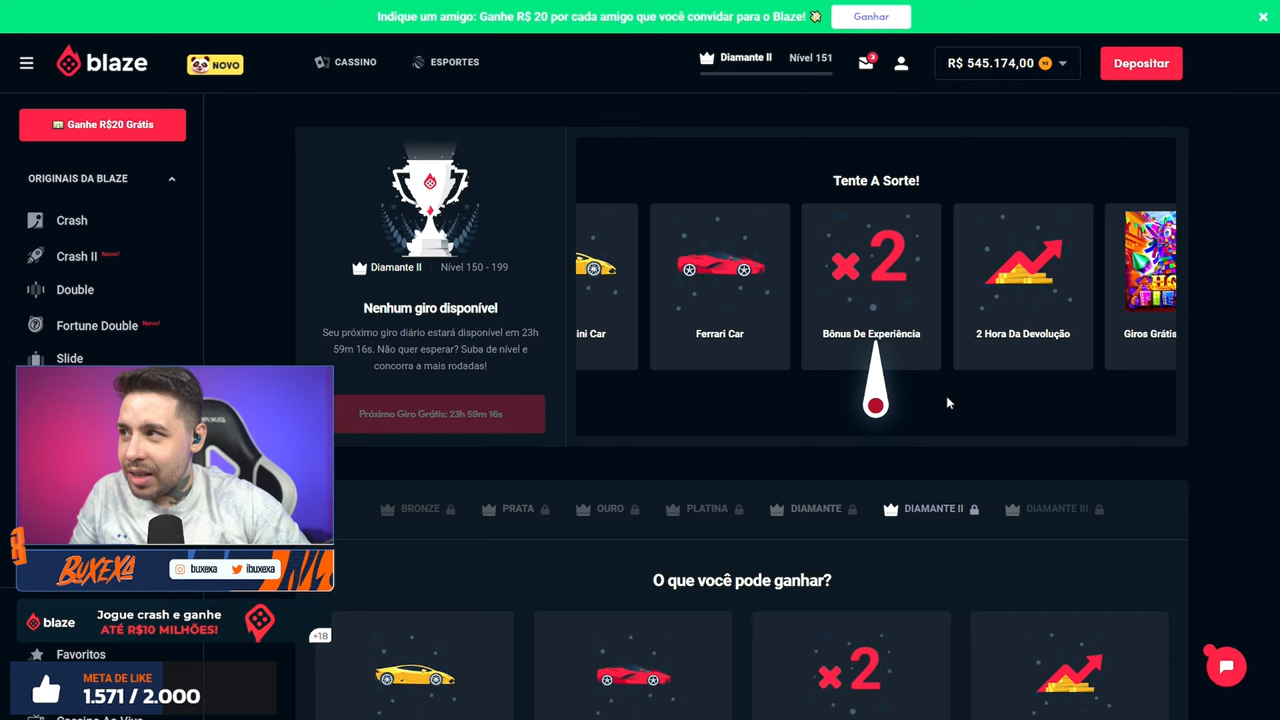 Indique um amigo: Ganhe R$ 20 por cada amigo que você convidar para o Blaze!
Ganhar
blaze
NOVO
CASSINO
ESPORTES
Diamante II
Nível 151
3
R$ 545.174,00
R$
Depositar
Ganhe R$20 Grátis
ORIGINAIS DA BLAZE
Crash
Crash II Novo!
Double
Fortune Double Novo!
Slide
Diamante II
Nível 150 - 199
Nenhum giro disponível
Seu próximo giro diário estará disponível em 23h
59m 16s. Não quer esperar? Suba de nível e
concorra a mais rodadas!
Próximo Giro Grátis: 23h 59m 16s
Tente A Sorte!
ini Car
Ferrari Car
×2
Bônus De Experiência
2 Hora Da Devolução
Giros Grátis
BRONZE
PRATA
OURO
PLATINA
DIAMANTE
DIAMANTE II
DIAMANTE III
O que você pode ganhar?
×2
BUXEXA
buxexa
ibuxexa
blaze
Jogue crash e ganhe
ATÉ R$10 MILHÕES!
+18
Favoritos
META DE LIKE
1.571 / 2.000
Cassino Ao Vivo